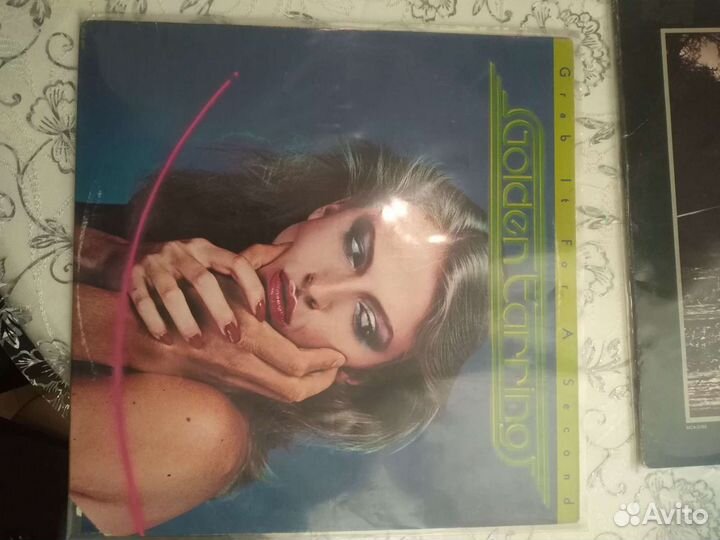 Grab It For A Second
Golden Earring
Avito